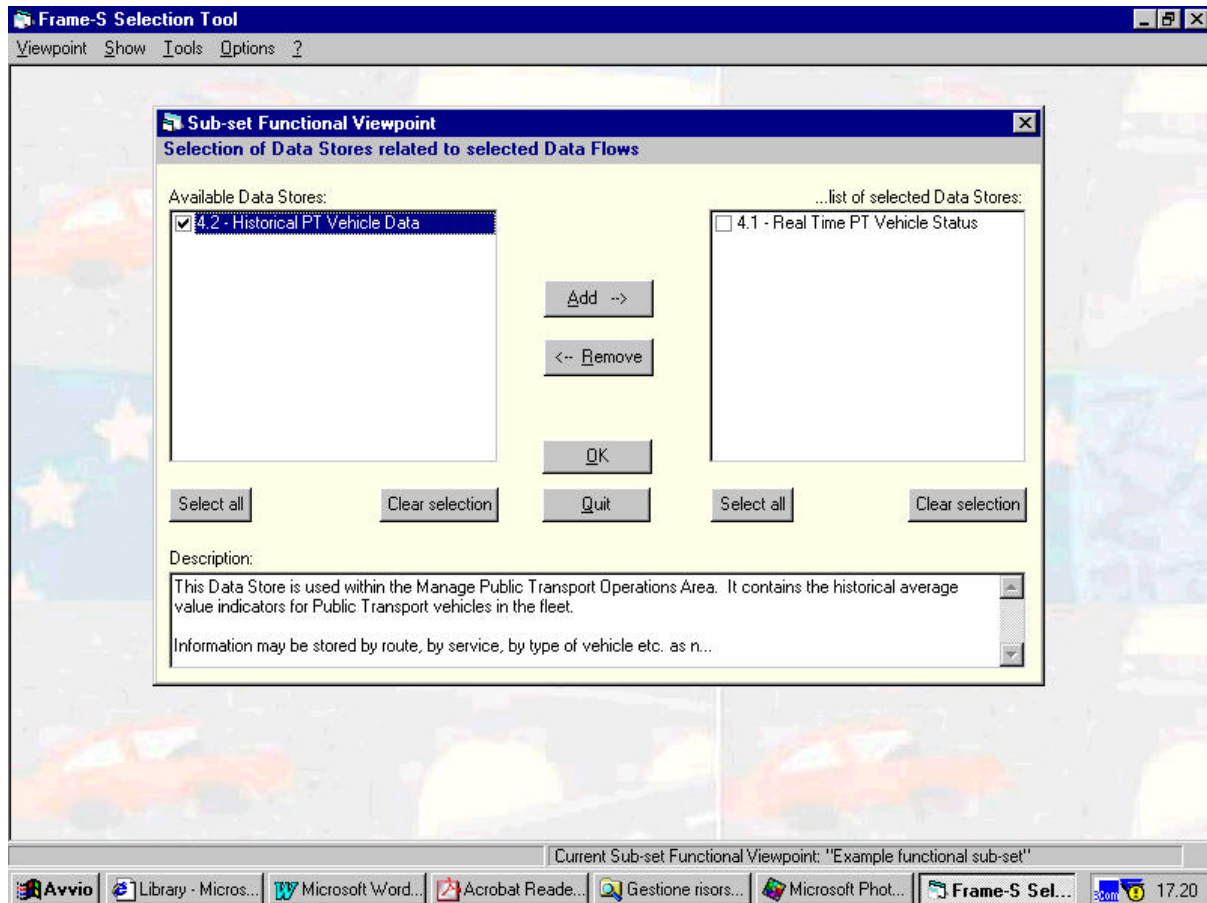 Frame-S Selection Tool
Viewpoint Show Tools Options ?
Sub-set Functional Viewpoint
Selection of Data Stores related to selected Data Flows
Available Data Stores:
...list of selected Data Stores:
4.2 - Historical PT Vehicle Data
4.1 - Real Time PT Vehicle Status
Add -->
<-- Remove
OK
Select all
Clear selection
Quit
Select all
Clear selection
Description:
This Data Store is used within the Manage Public Transport Operations Area. It contains the historical average
value indicators for Public Transport vehicles in the fleet.
Information may be stored by route, by service, by type of vehicle etc. as n...
Current Sub-set Functional Viewpoint: "Example functional sub-set"
Avvio
Library - Micros...
Microsoft Word...
Acrobat Reade...
Gestione risors...
Microsoft Phot...
Frame-S Sel...
3Com
17.20